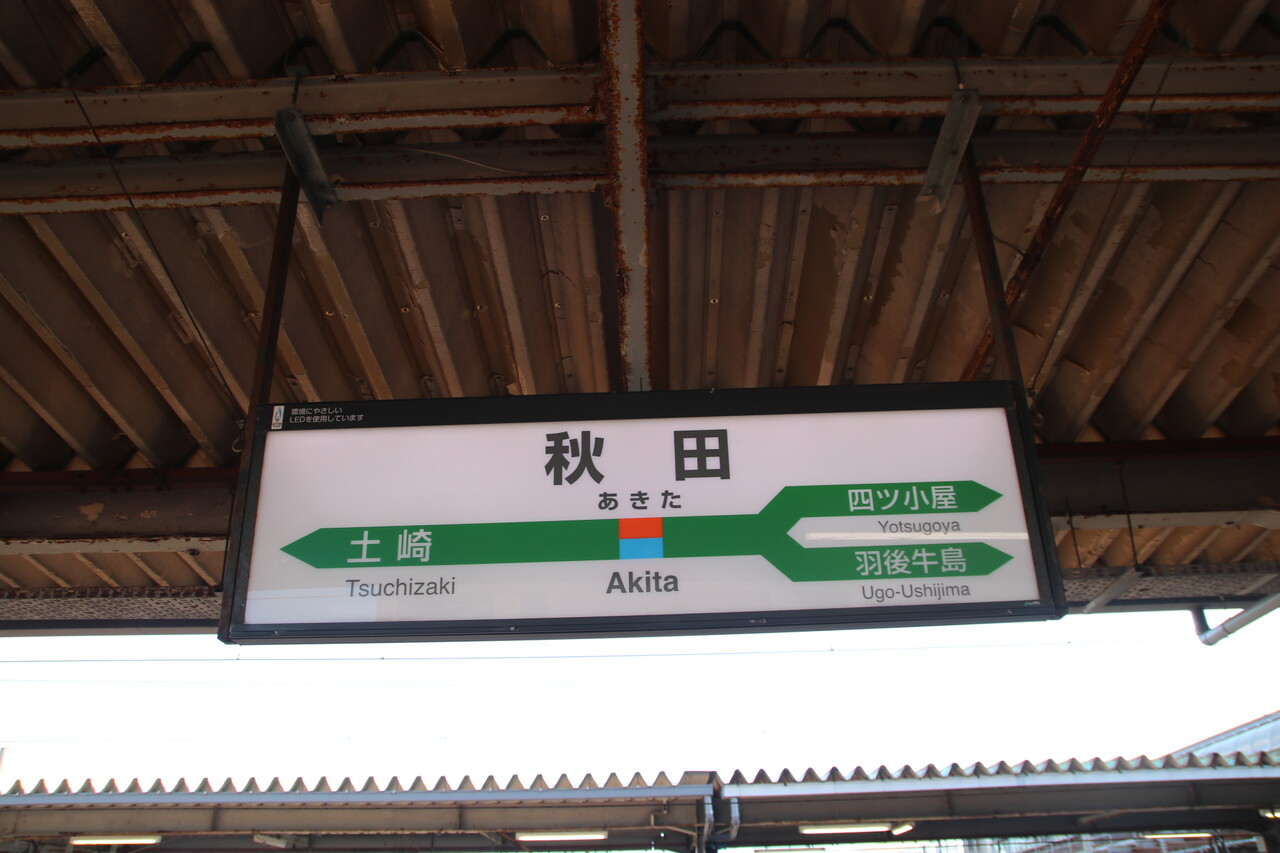 環境にやさしい
LEDを使用しています
秋田
あきた
土崎
Tsuchizaki
Akita
四ツ小屋
Yotsugoya
羽後牛島
Ugo-Ushijima